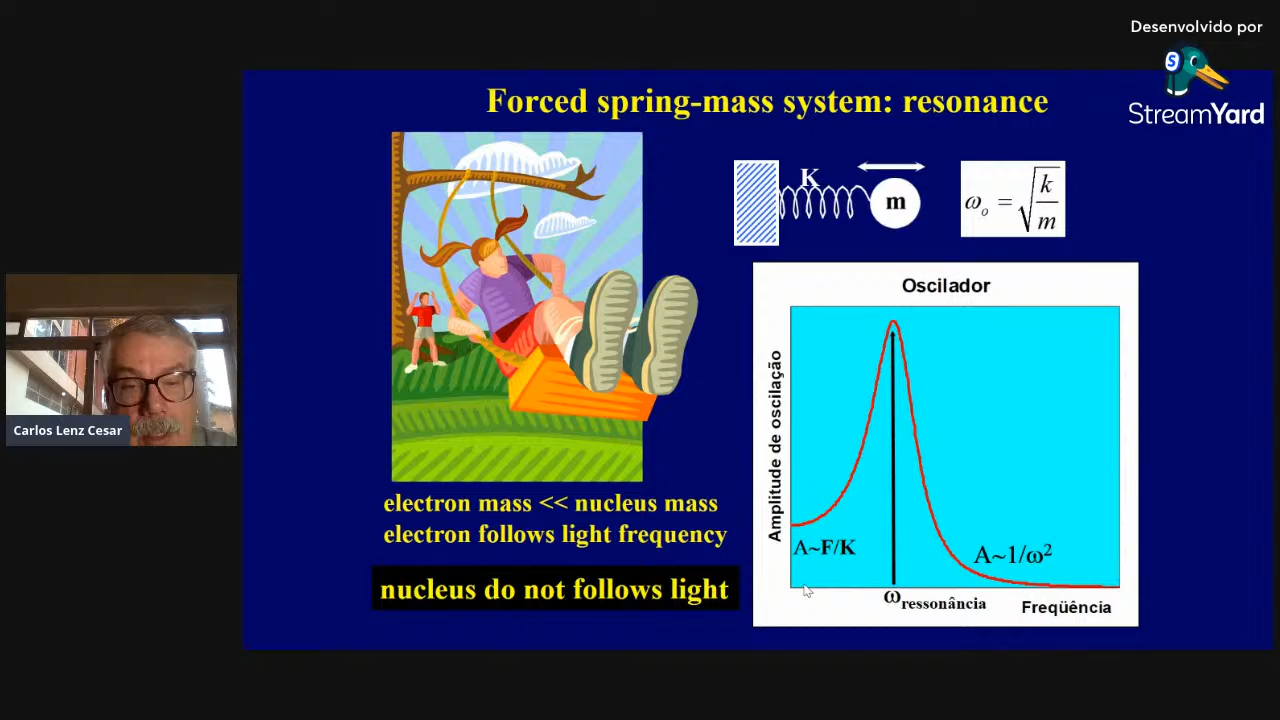 Desenvolvido por
S
StreamYard
Forced spring-mass system: resonance
K
m
ω₀ = √(k/m)
Oscilador
Amplitude de oscilação
A~F/K
A~1/ω²
ωressonância
Freqüência
electron mass << nucleus mass
electron follows light frequency
nucleus do not follows light
Carlos Lenz Cesar